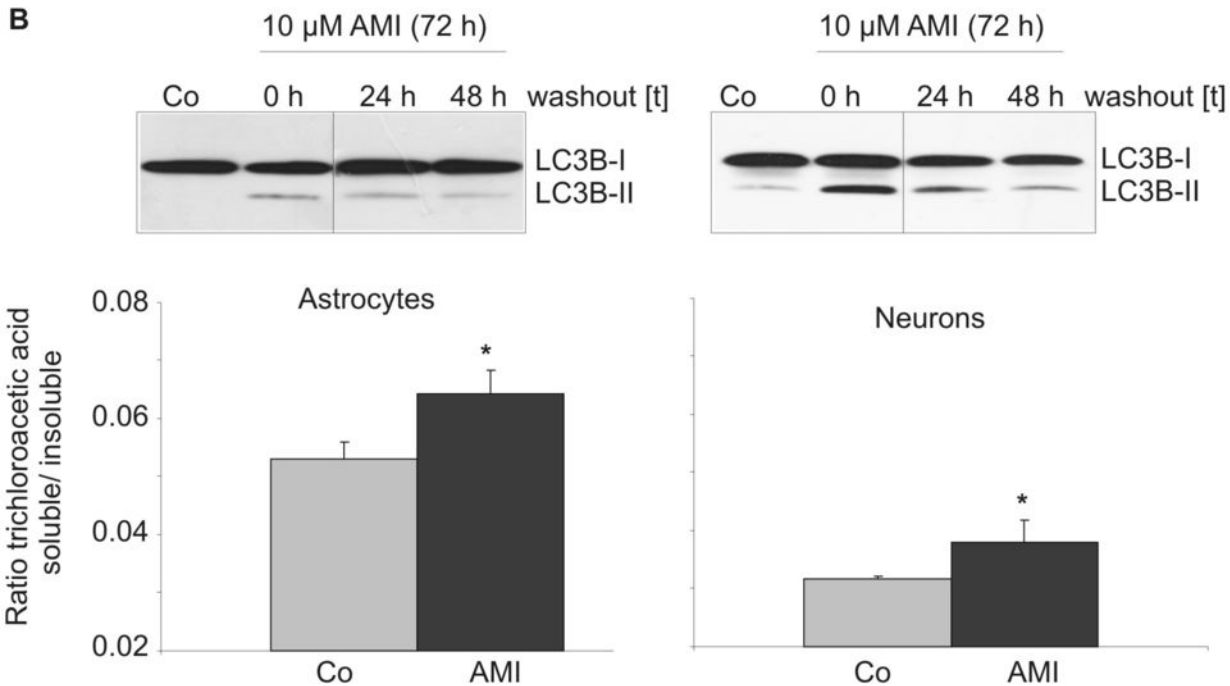 B
10 µM AMI (72 h)
Co 0 h 24 h 48 h washout [t]
LC3B-I
LC3B-II
10 µM AMI (72 h)
Co 0 h 24 h 48 h washout [t]
LC3B-I
LC3B-II
Ratio trichloroacetic acid
soluble/ insoluble
0.08
0.06
0.04
0.02
Astrocytes
*
Co AMI
Neurons
*
Co AMI